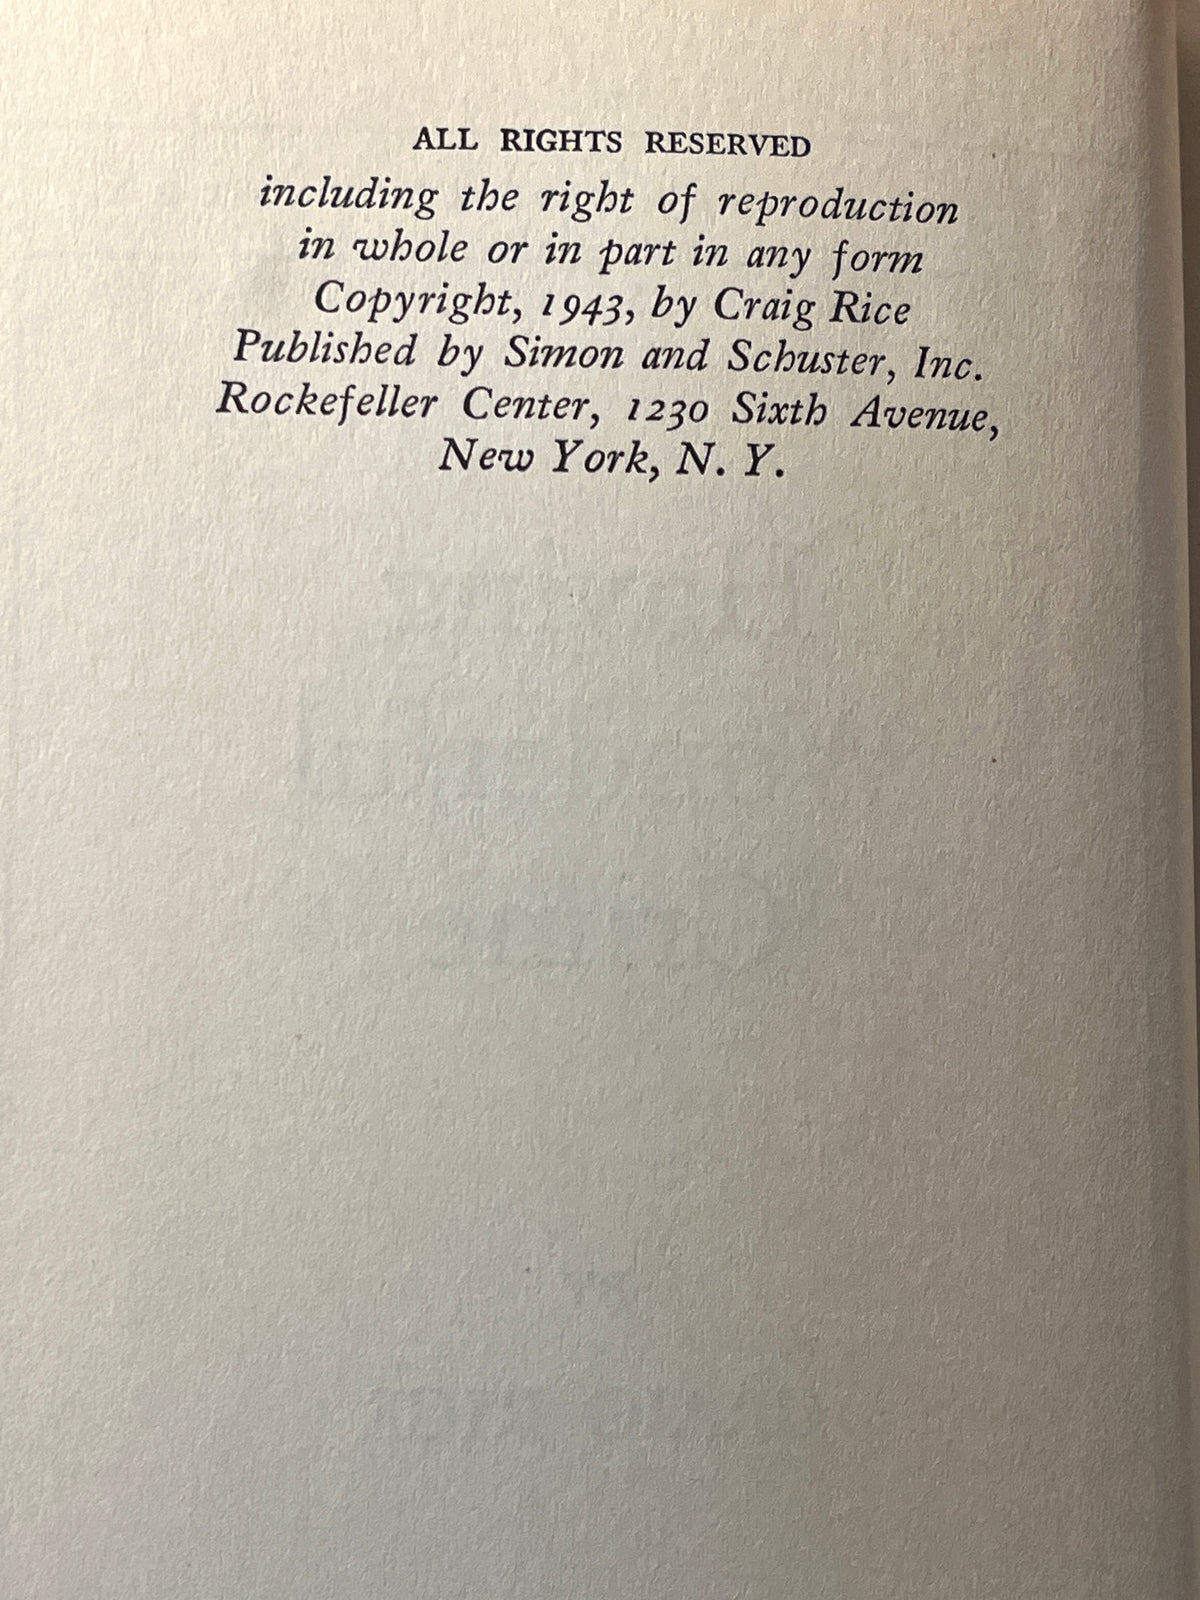 ALL RIGHTS RESERVED
including the right of reproduction
in whole or in part in any form
Copyright, 1943, by Craig Rice
Published by Simon and Schuster, Inc.
Rockefeller Center, 1230 Sixth Avenue,
New York, N. Y.